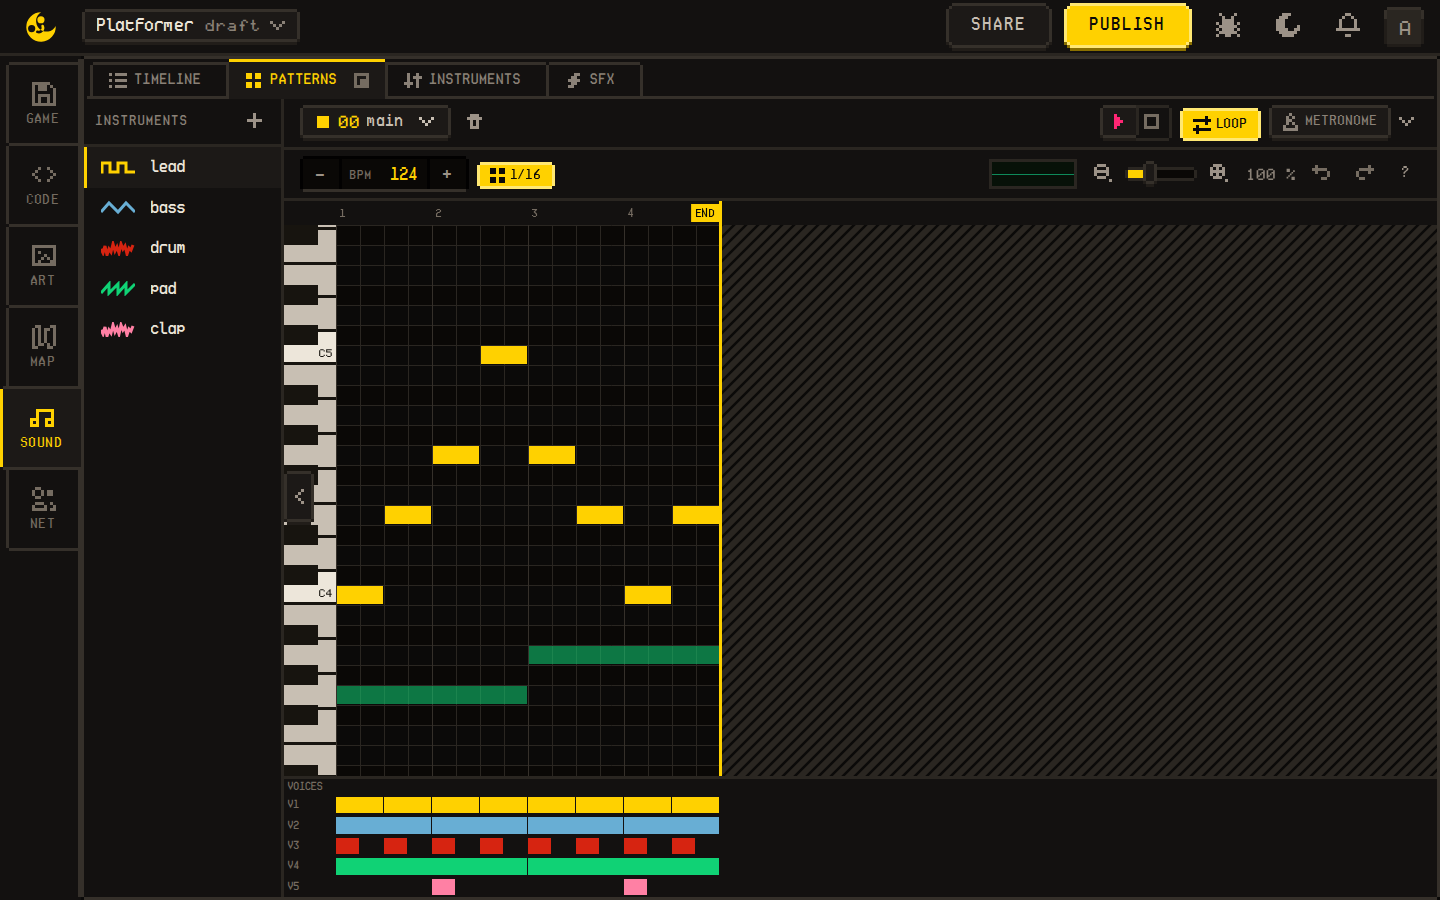 Platformer draft
SHARE
PUBLISH
A
GAME
CODE
ART
MAP
SOUND
NET
TIMELINE
PATTERNS
INSTRUMENTS
SFX
INSTRUMENTS +
lead
bass
drum
pad
clap
00 main
LOOP
METRONOME
- BPM 124 +
1/16
100 %
?
1 2 3 4 END
C5
C4
VOICES
V1
V2
V3
V4
V5